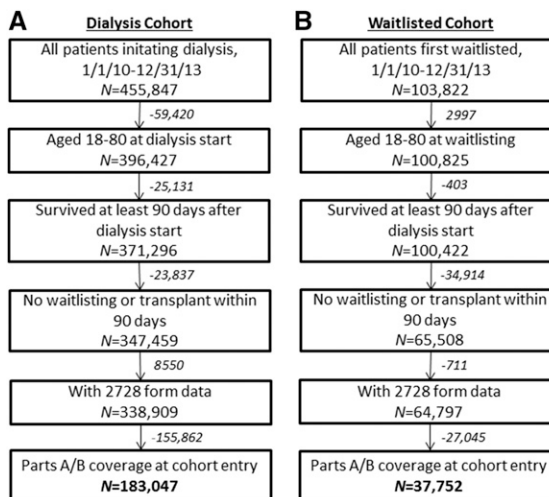 A
Dialysis Cohort
All patients initating dialysis,
1/1/10-12/31/13
N=455,847
-59,420
Aged 18-80 at dialysis start
N=396,427
-25,131
Survived at least 90 days after
dialysis start
N=371,296
-23,837
No waitlisting or transplant within
90 days
N=347,459
8550
With 2728 form data
N=338,909
-155,862
Parts A/B coverage at cohort entry
N=183,047
B
Waitlisted Cohort
All patients first waitlisted,
1/1/10-12/31/13
N=103,822
2997
Aged 18-80 at waitlisting
N=100,825
-403
Survived at least 90 days after
dialysis start
N=100,422
-34,914
No waitlisting or transplant within
90 days
N=65,508
-711
With 2728 form data
N=64,797
-27,045
Parts A/B coverage at cohort entry
N=37,752